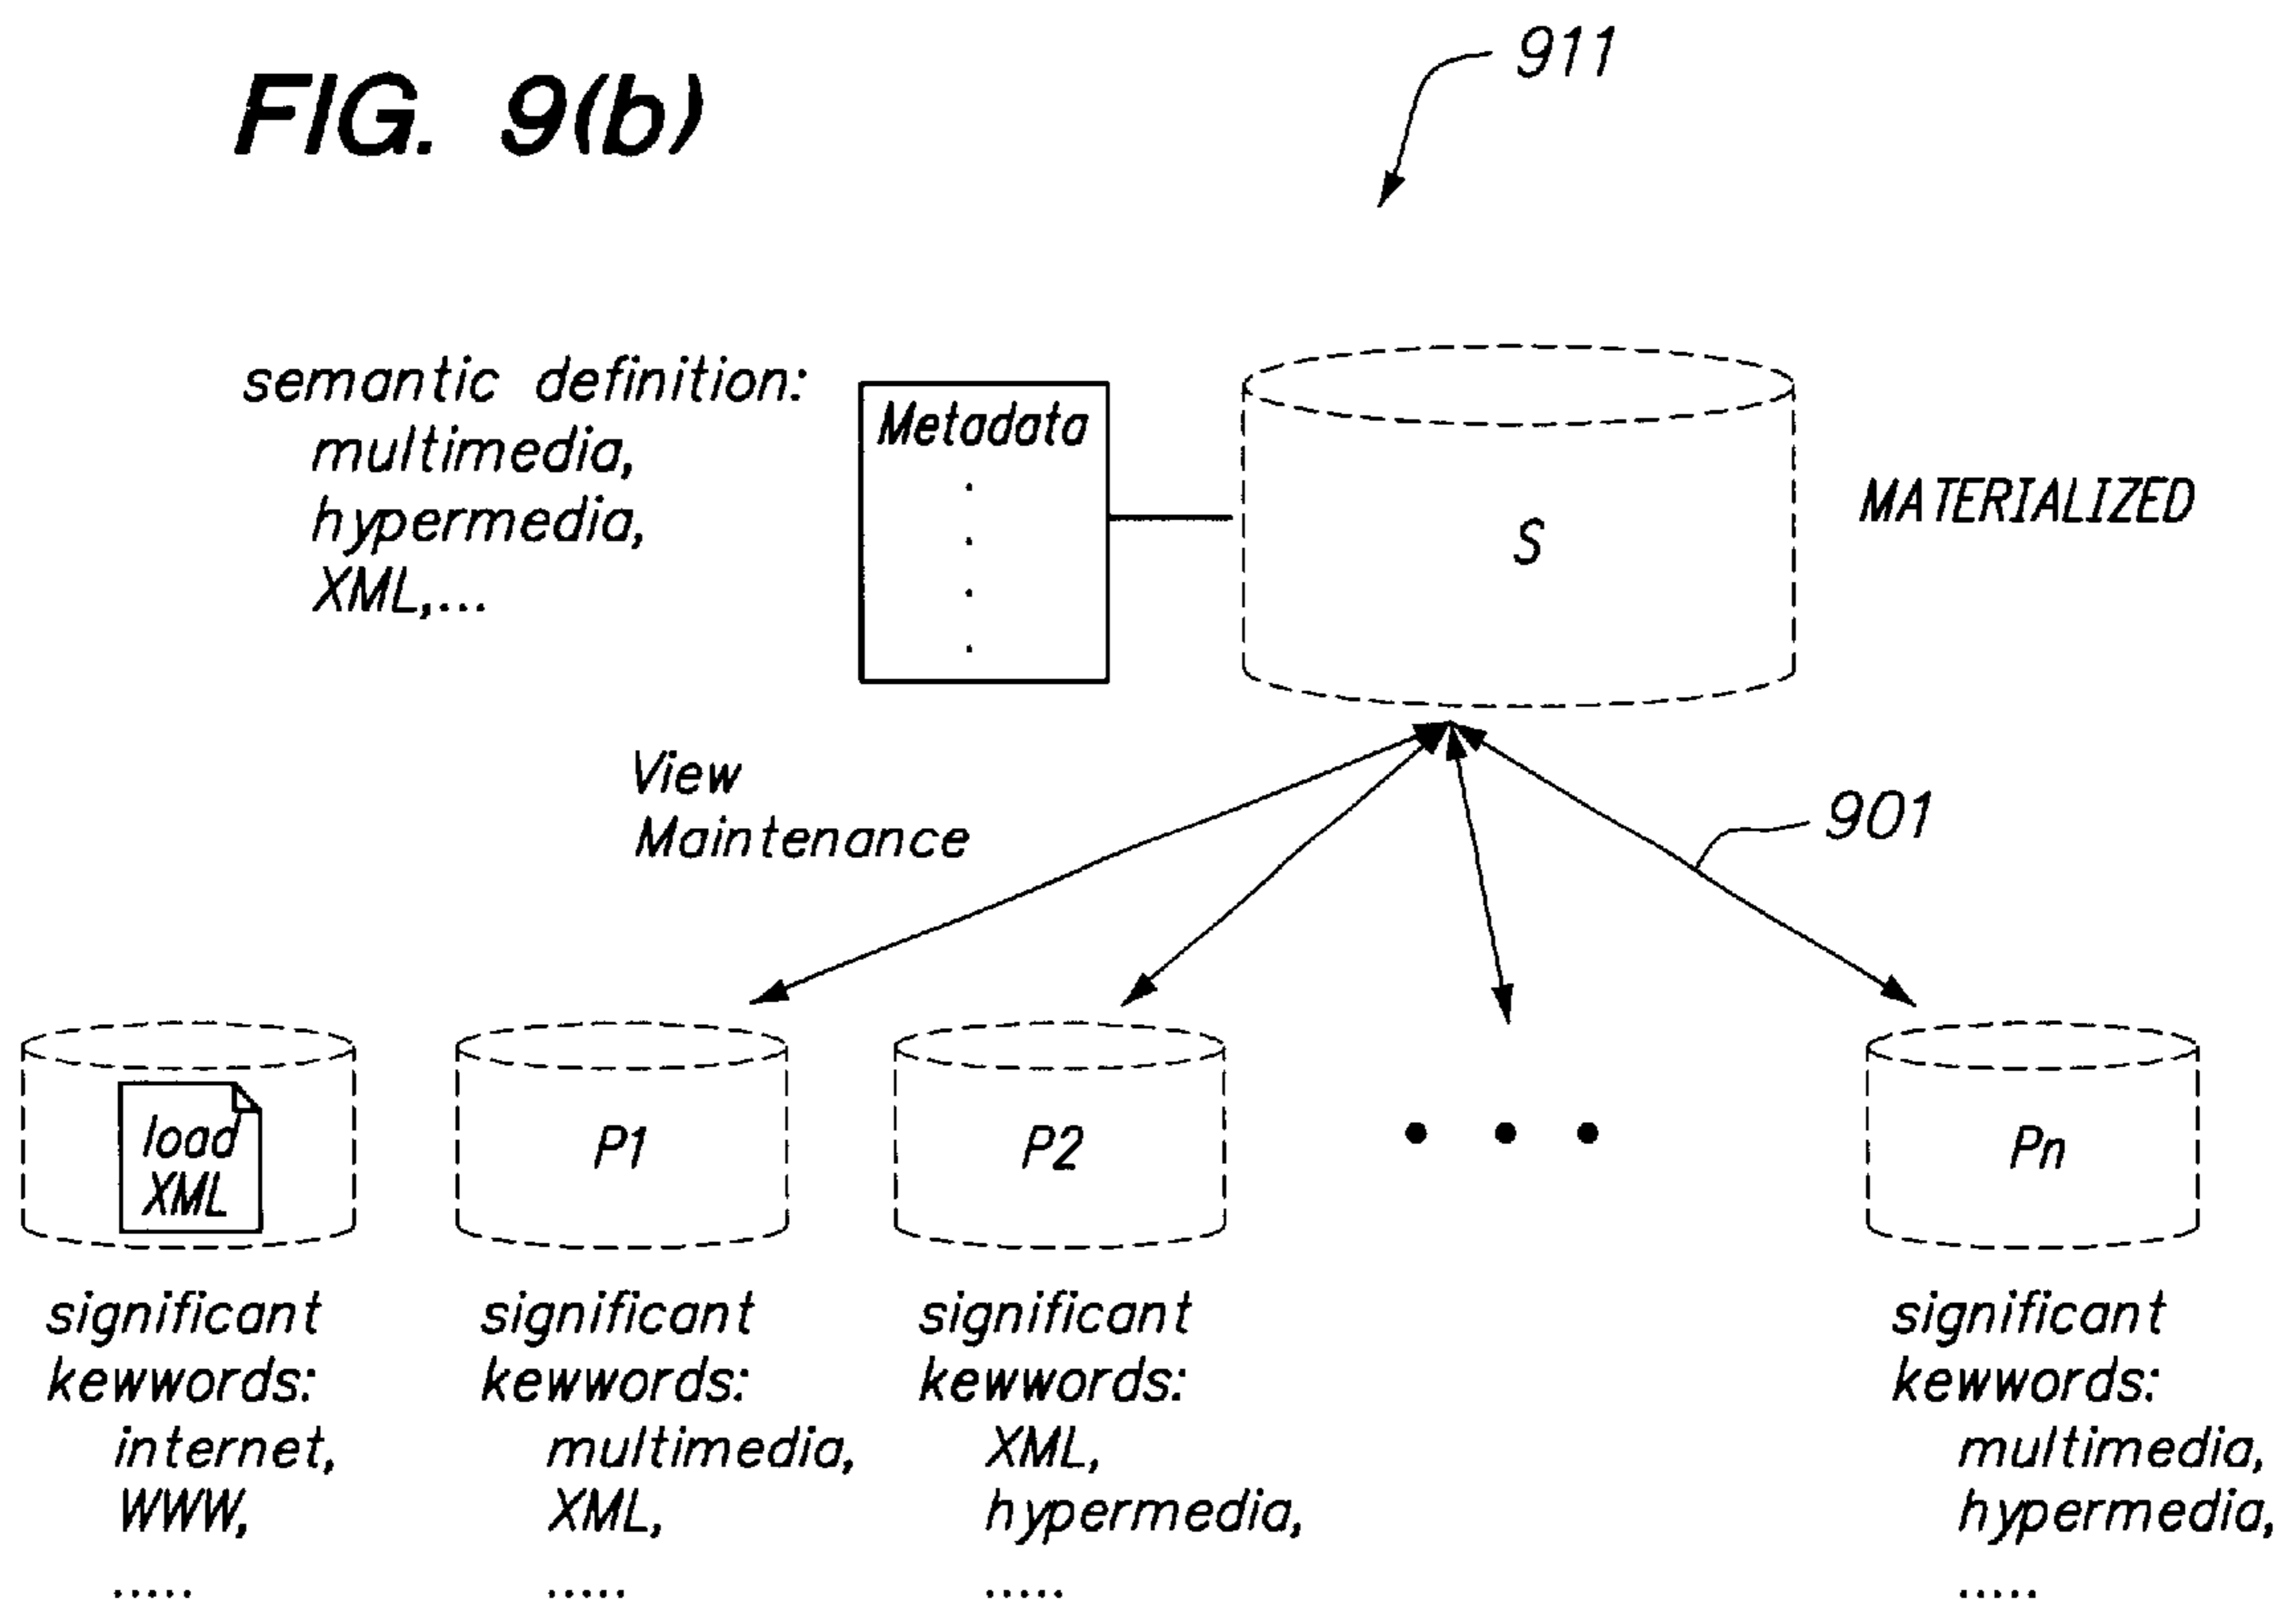 FIG. 9(b)
911
semantic definition:
multimedia,
hypermedia,
XML,...
Metadata
.
.
.
.
S
MATERIALIZED
View
Maintenance
901
load
XML
P1
P2
• • •
Pn
significant
kewwords:
internet,
WWW,
.....
significant
kewwords:
multimedia,
XML,
.....
significant
kewwords:
XML,
hypermedia,
.....
significant
kewwords:
multimedia,
hypermedia,
.....